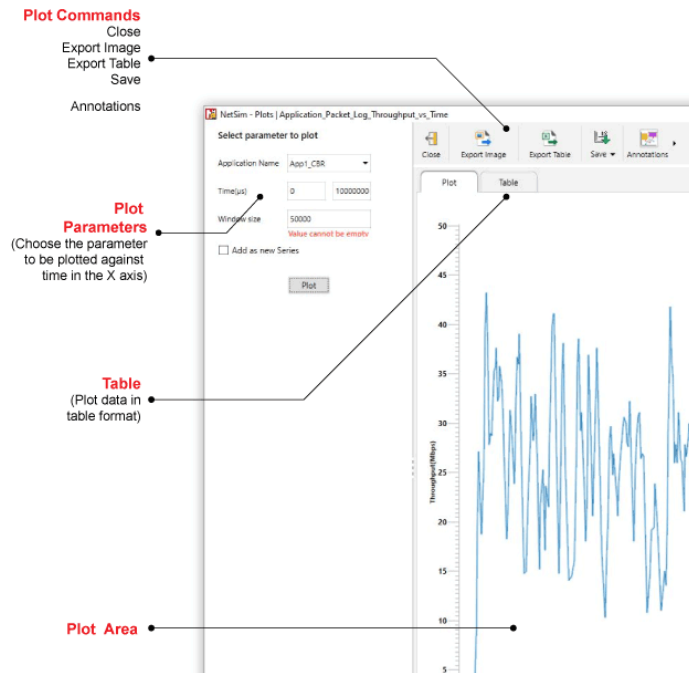 Plot Commands
Close
Export Image
Export Table
Save
Annotations
NetSim - Plots | Application_Packet_Log_Throughput_vs_Time
Select parameter to plot
Application Name App1_CBR
Time(μs) 0 10000000
Window size 50000
Value cannot be empty
Add as new Series
Plot
Close Export Image Export Table Save Annotations
Plot Table
50
45
40
35
30
25
20
15
10
5
Throughput(Mbps)
Plot
Parameters
(Choose the parameter
to be plotted against
time in the X axis)
Table
(Plot data in
table format)
Plot Area